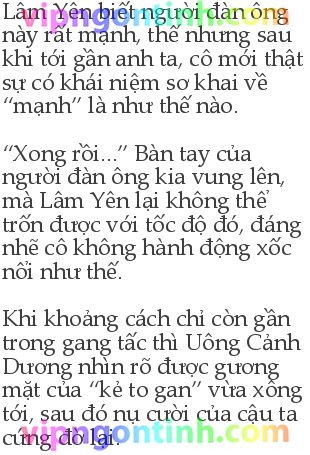 Lâm Yên biết người đàn ông
này rất mạnh, thế nhưng sau
khi tới gần anh ta, cô mới thật
sự có khái niệm sơ khai về
“mạnh” là như thế nào.
“Xong rồi...” Bàn tay của
người đàn ông kia vung lên,
mà Lâm Yên lại không thể
trốn được với tốc độ đó, đáng
nhẽ cô không hành động xốc
nổi như thế.
Khi khoảng cách chỉ còn gần
trong gang tấc thì Uông Cảnh
Dương nhìn rõ được gương
mặt của “kẻ to gan” vừa xông
tới, sau đó nụ cười của cậu ta
cứng đờ lại.
vipngontinh.com
vipngontinh.com